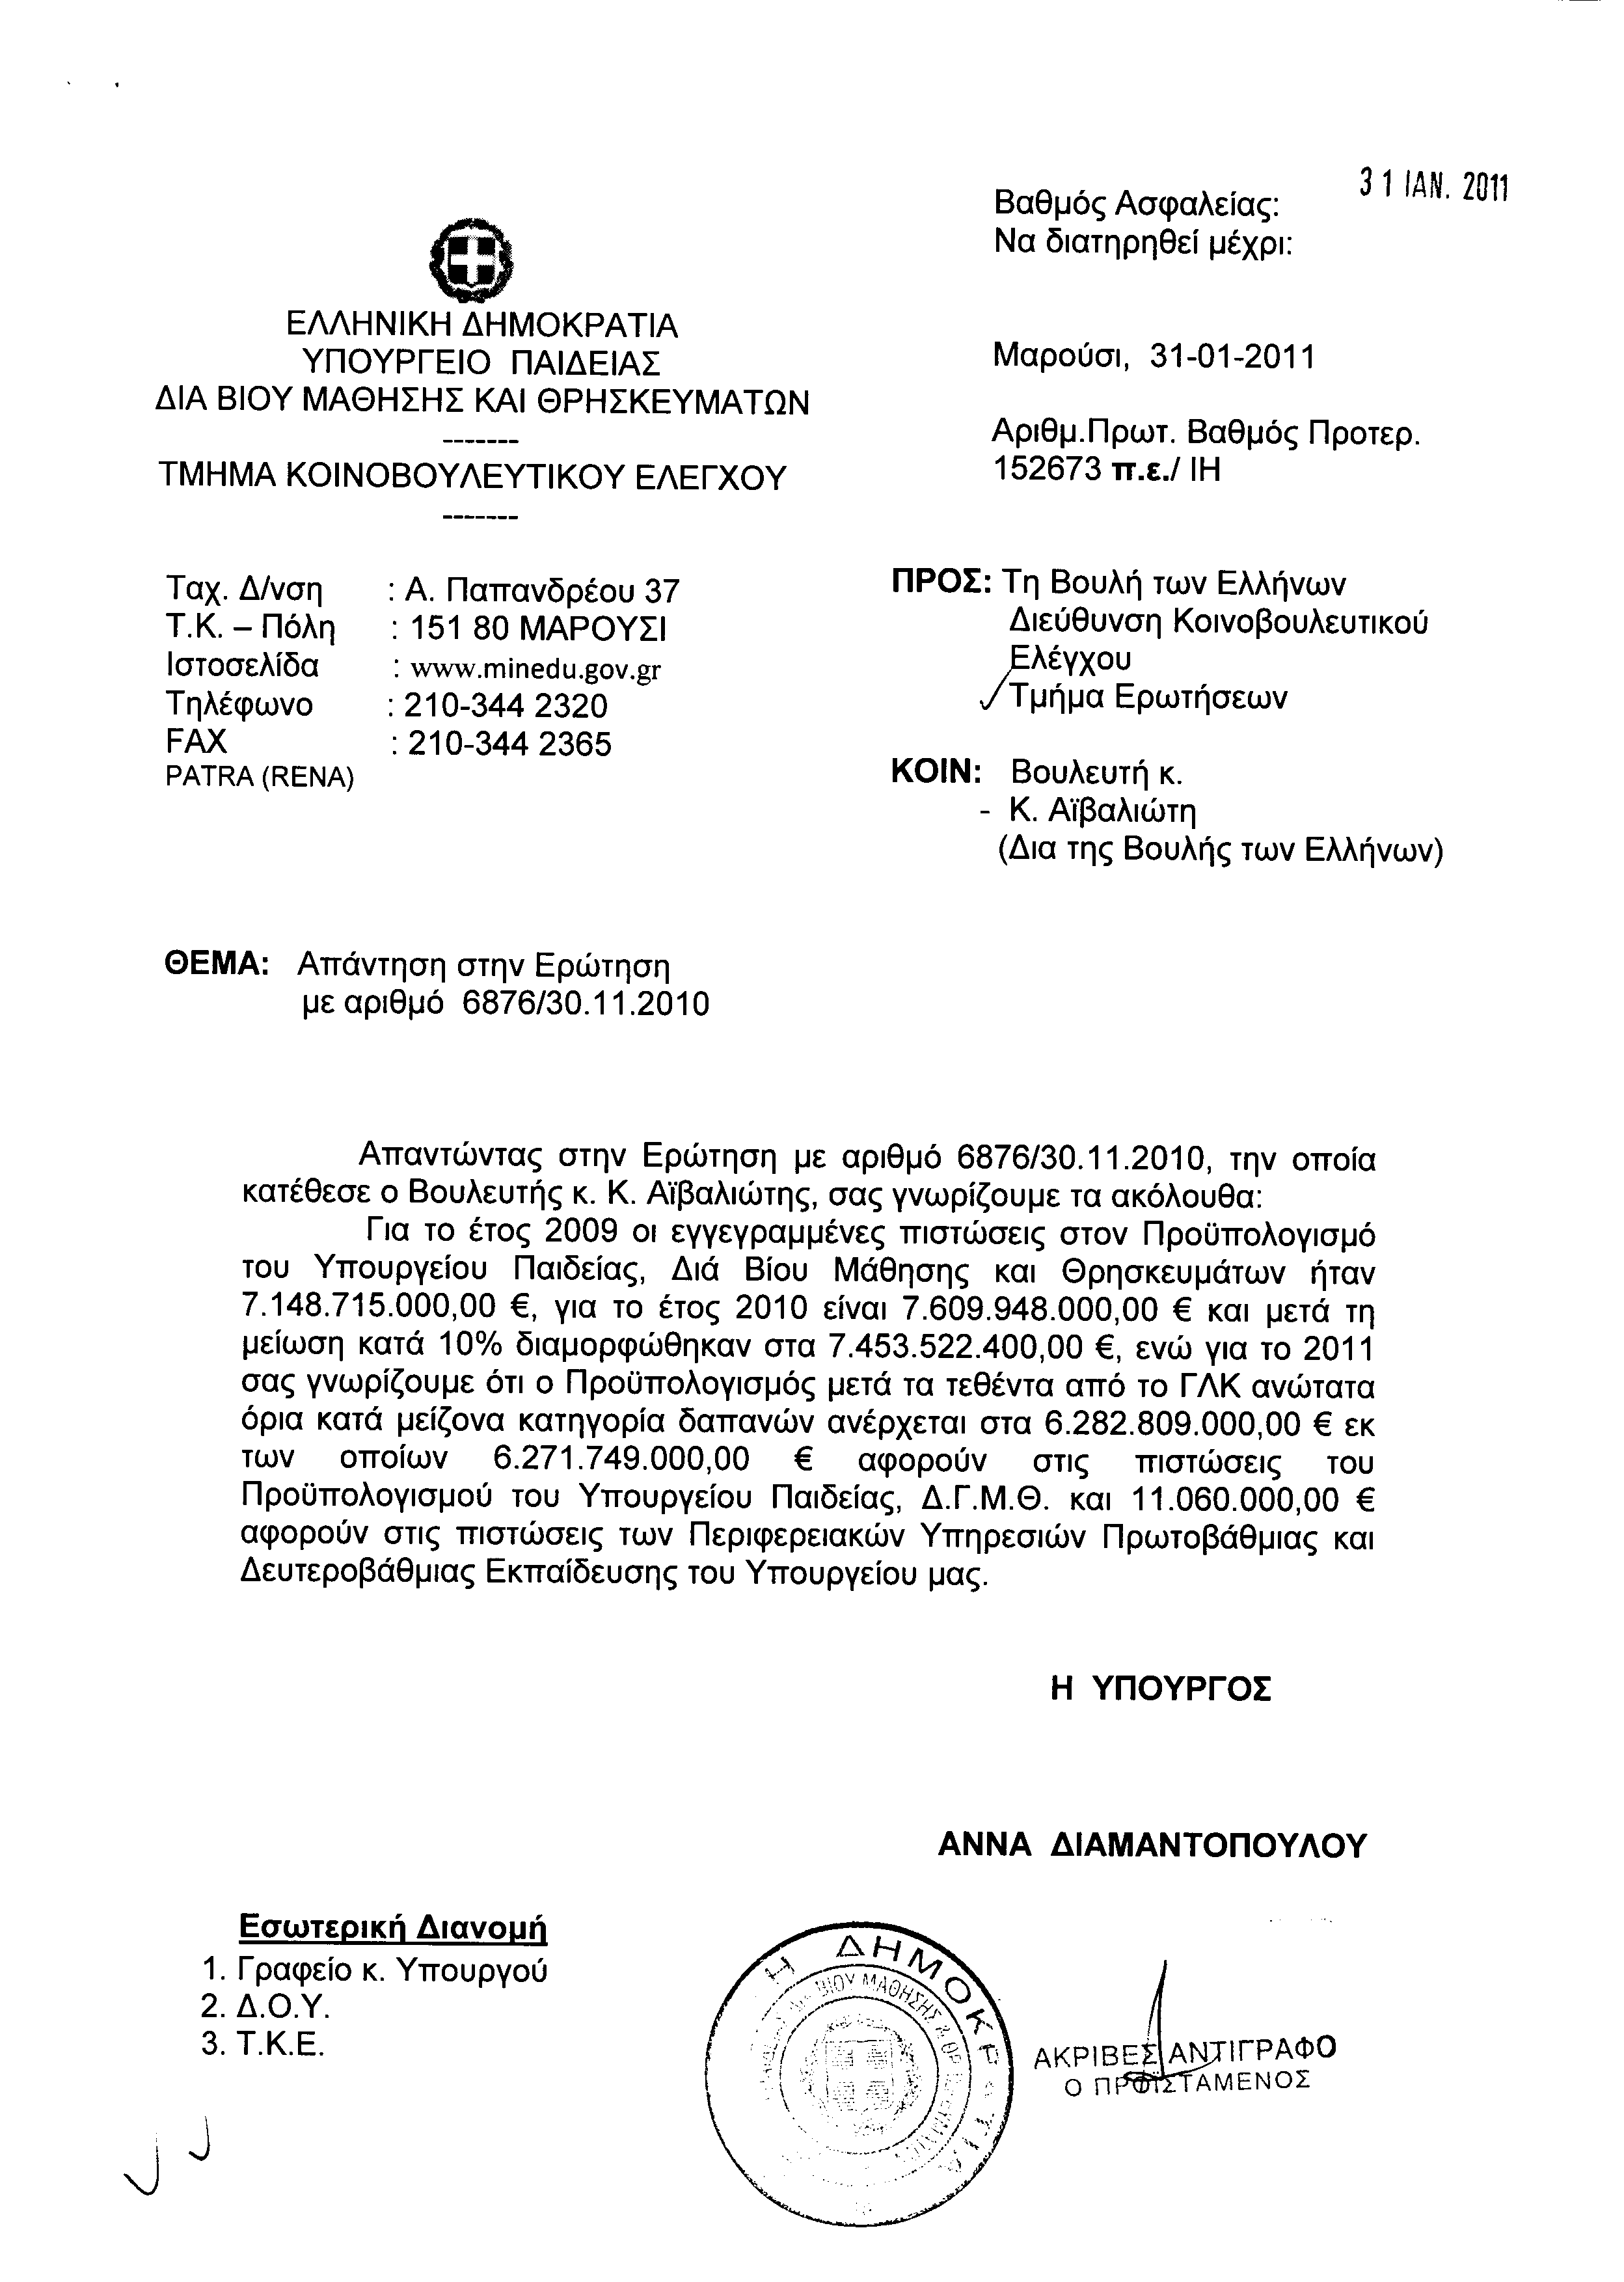 31 ΙΑΝ. 2011
Βαθμός Ασφαλείας:
Να διατηρηθεί μέχρι:
ΕΛΛΗΝΙΚΗ ΔΗΜΟΚΡΑΤΙΑ
ΥΠΟΥΡΓΕΙΟ ΠΑΙΔΕΙΑΣ
ΔΙΑ ΒΙΟΥ ΜΑΘΗΣΗΣ ΚΑΙ ΘΡΗΣΚΕΥΜΑΤΩΝ
-------
ΤΜΗΜΑ ΚΟΙΝΟΒΟΥΛΕΥΤΙΚΟΥ ΕΛΕΓΧΟΥ
-------
Μαρούσι, 31-01-2011
Αριθμ.Πρωτ. Βαθμός Προτερ.
152673 π.ε./ ΙΗ
Ταχ. Δ/νση : Α. Παπανδρέου 37
Τ.Κ. – Πόλη : 151 80 ΜΑΡΟΥΣΙ
Ιστοσελίδα : www.minedu.gov.gr
Τηλέφωνο : 210-344 2320
FAX : 210-344 2365
PATRA (RENA)
ΠΡΟΣ: Τη Βουλή των Ελλήνων
Διεύθυνση Κοινοβουλευτικού
Ελέγχου
Τμήμα Ερωτήσεων
ΚΟΙΝ: Βουλευτή κ.
- Κ. Αϊβαλιώτη
(Δια της Βουλής των Ελλήνων)
ΘΕΜΑ: Απάντηση στην Ερώτηση
με αριθμό 6876/30.11.2010
Απαντώντας στην Ερώτηση με αριθμό 6876/30.11.2010, την οποία
κατέθεσε ο Βουλευτής κ. Κ. Αϊβαλιώτης, σας γνωρίζουμε τα ακόλουθα:
Για το έτος 2009 οι εγγεγραμμένες πιστώσεις στον Προϋπολογισμό
του Υπουργείου Παιδείας, Διά Βίου Μάθησης και Θρησκευμάτων ήταν
7.148.715.000,00 €, για το έτος 2010 είναι 7.609.948.000,00 € και μετά τη
μείωση κατά 10% διαμορφώθηκαν στα 7.453.522.400,00 €, ενώ για το 2011
σας γνωρίζουμε ότι ο Προϋπολογισμός μετά τα τεθέντα από το ΓΛΚ ανώτατα
όρια κατά μείζονα κατηγορία δαπανών ανέρχεται στα 6.282.809.000,00 € εκ
των οποίων 6.271.749.000,00 € αφορούν στις πιστώσεις του
Προϋπολογισμού του Υπουργείου Παιδείας, Δ.Γ.Μ.Θ. και 11.060.000,00 €
αφορούν στις πιστώσεις των Περιφερειακών Υπηρεσιών Πρωτοβάθμιας και
Δευτεροβάθμιας Εκπαίδευσης του Υπουργείου μας.
Η ΥΠΟΥΡΓΟΣ
ΑΝΝΑ ΔΙΑΜΑΝΤΟΠΟΥΛΟΥ
Εσωτερική Διανομή
1. Γραφείο κ. Υπουργού
2. Δ.Ο.Υ.
3. Τ.Κ.Ε.
Η ΔΗΜΟΚΡΑΤΙΑ
ΒΙΟΥ ΜΑΘΗΣΗΣ
ΑΚΡΙΒΕΣ ΑΝΤΙΓΡΑΦΟ
Ο ΠΡΟΪΣΤΑΜΕΝΟΣ